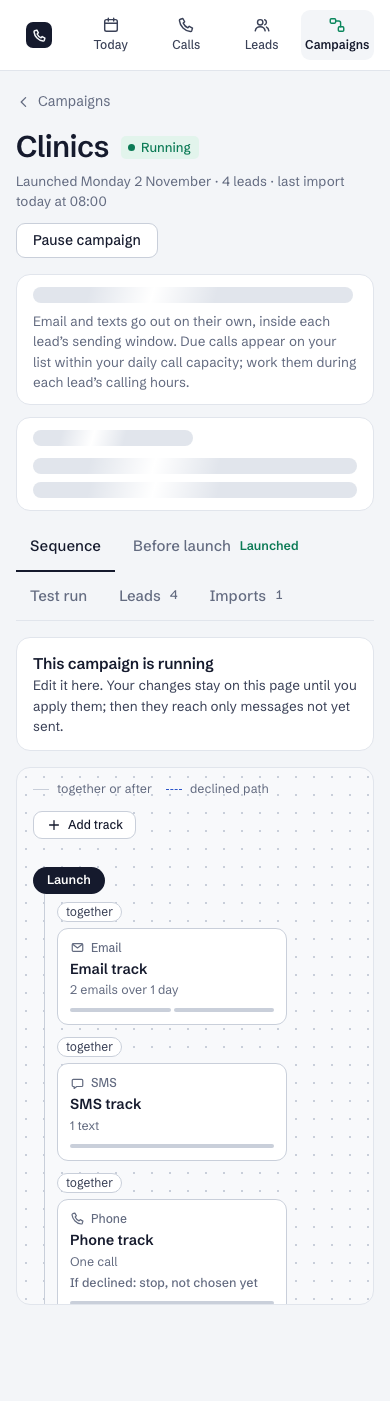 Today
Calls
Leads
Campaigns
Campaigns
Clinics
Running
Launched Monday 2 November · 4 leads · last import
today at 08:00
Pause campaign
Email and texts go out on their own, inside each
lead’s sending window. Due calls appear on your
list within your daily call capacity; work them during
each lead’s calling hours.
Sequence
Before launch Launched
Test run
Leads 4
Imports 1
This campaign is running
Edit it here. Your changes stay on this page until you
apply them; then they reach only messages not yet
sent.
together or after
declined path
Add track
Launch
together
Email
Email track
2 emails over 1 day
together
SMS
SMS track
1 text
together
Phone
Phone track
One call
If declined: stop, not chosen yet